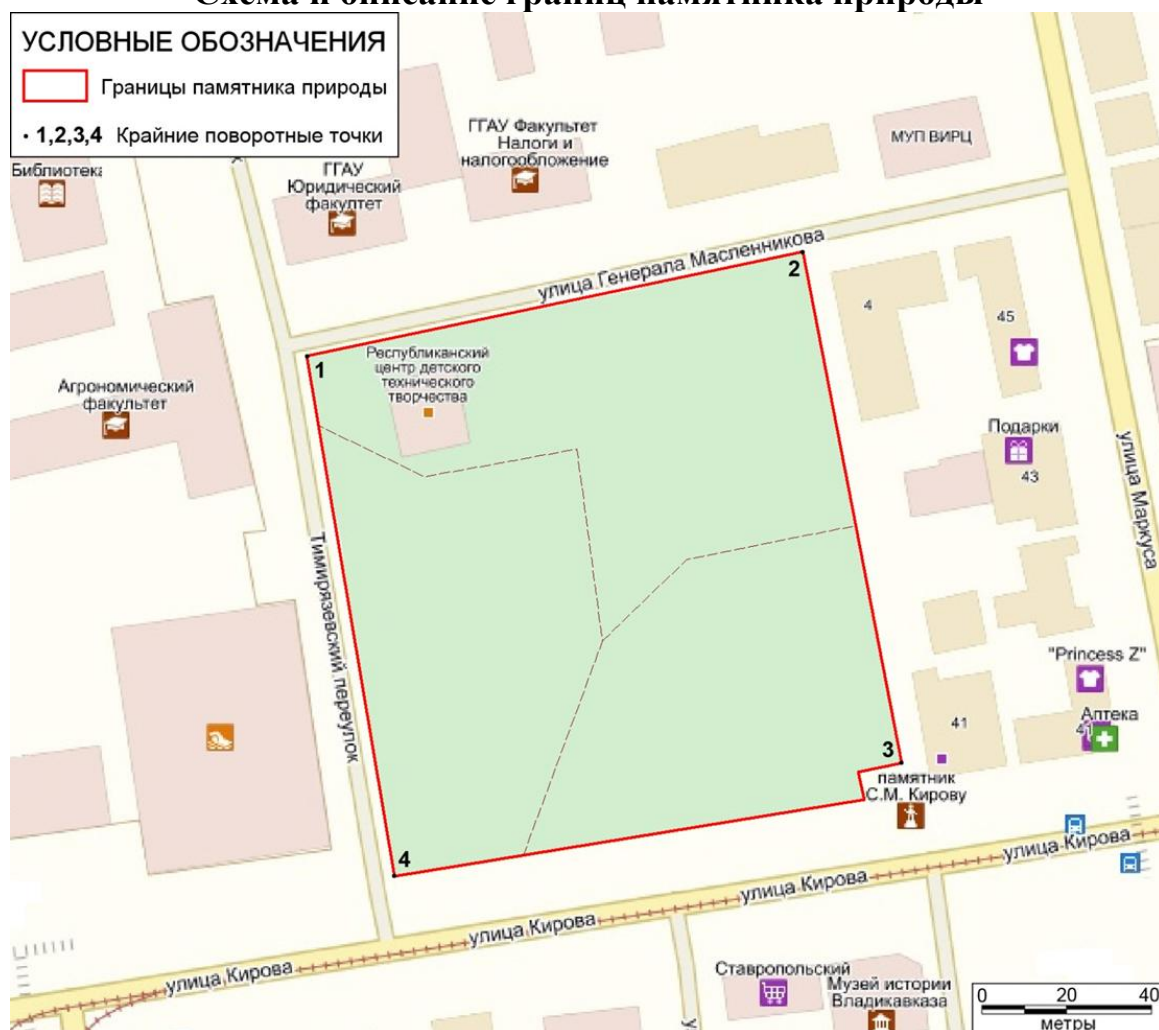 Схема и описание границ памятника природы
УСЛОВНЫЕ ОБОЗНАЧЕНИЯ
Границы памятника природы
· 1,2,3,4 Крайние поворотные точки
Библиотека
ГГАУ
Юридический
факултет
ГГАУ Факультет
Налоги и
налогообложение
МУП ВИРЦ
улица Генерала Масленникова
1
2
Республиканский
центр детского
технического
творчества
4
45
Агрономический
факультет
Подарки
43
улица Маркуса
Тимирязевский переулок
"Princess Z"
41
Аптека
3
памятник
С.М. Кирову
4
улица Кирова
улица Кирова
улица Кирова
улица Кирова
Ставропольский
Музей истории
Владикавказа
0 20 40
метры